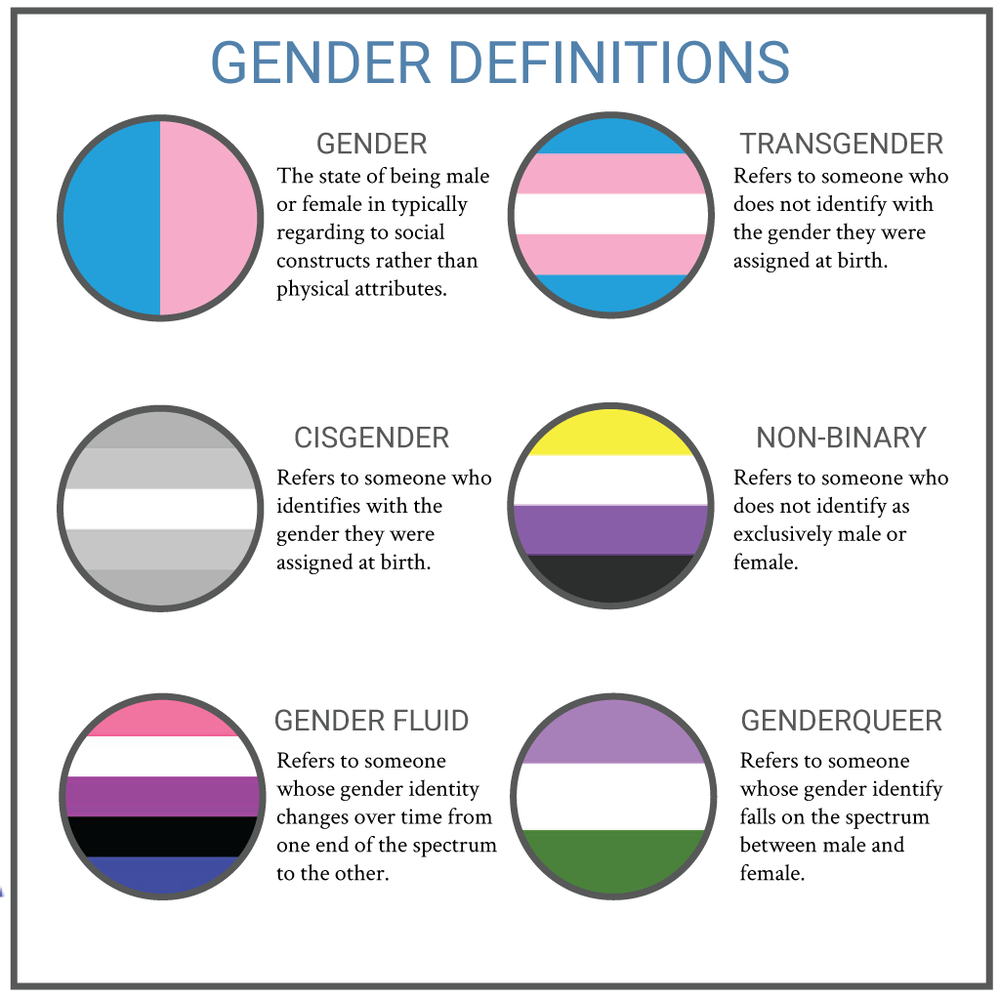 GENDER DEFINITIONS
GENDER
The state of being male
or female in typically
regarding to social
constructs rather than
physical attributes.
TRANSGENDER
Refers to someone who
does not identify with
the gender they were
assigned at birth.
CISGENDER
Refers to someone who
identifies with the
gender they were
assigned at birth.
NON-BINARY
Refers to someone who
does not identify as
exclusively male or
female.
GENDER FLUID
Refers to someone
whose gender identity
changes over time from
one end of the spectrum
to the other.
GENDERQUEER
Refers to someone
whose gender identify
falls on the spectrum
between male and
female.